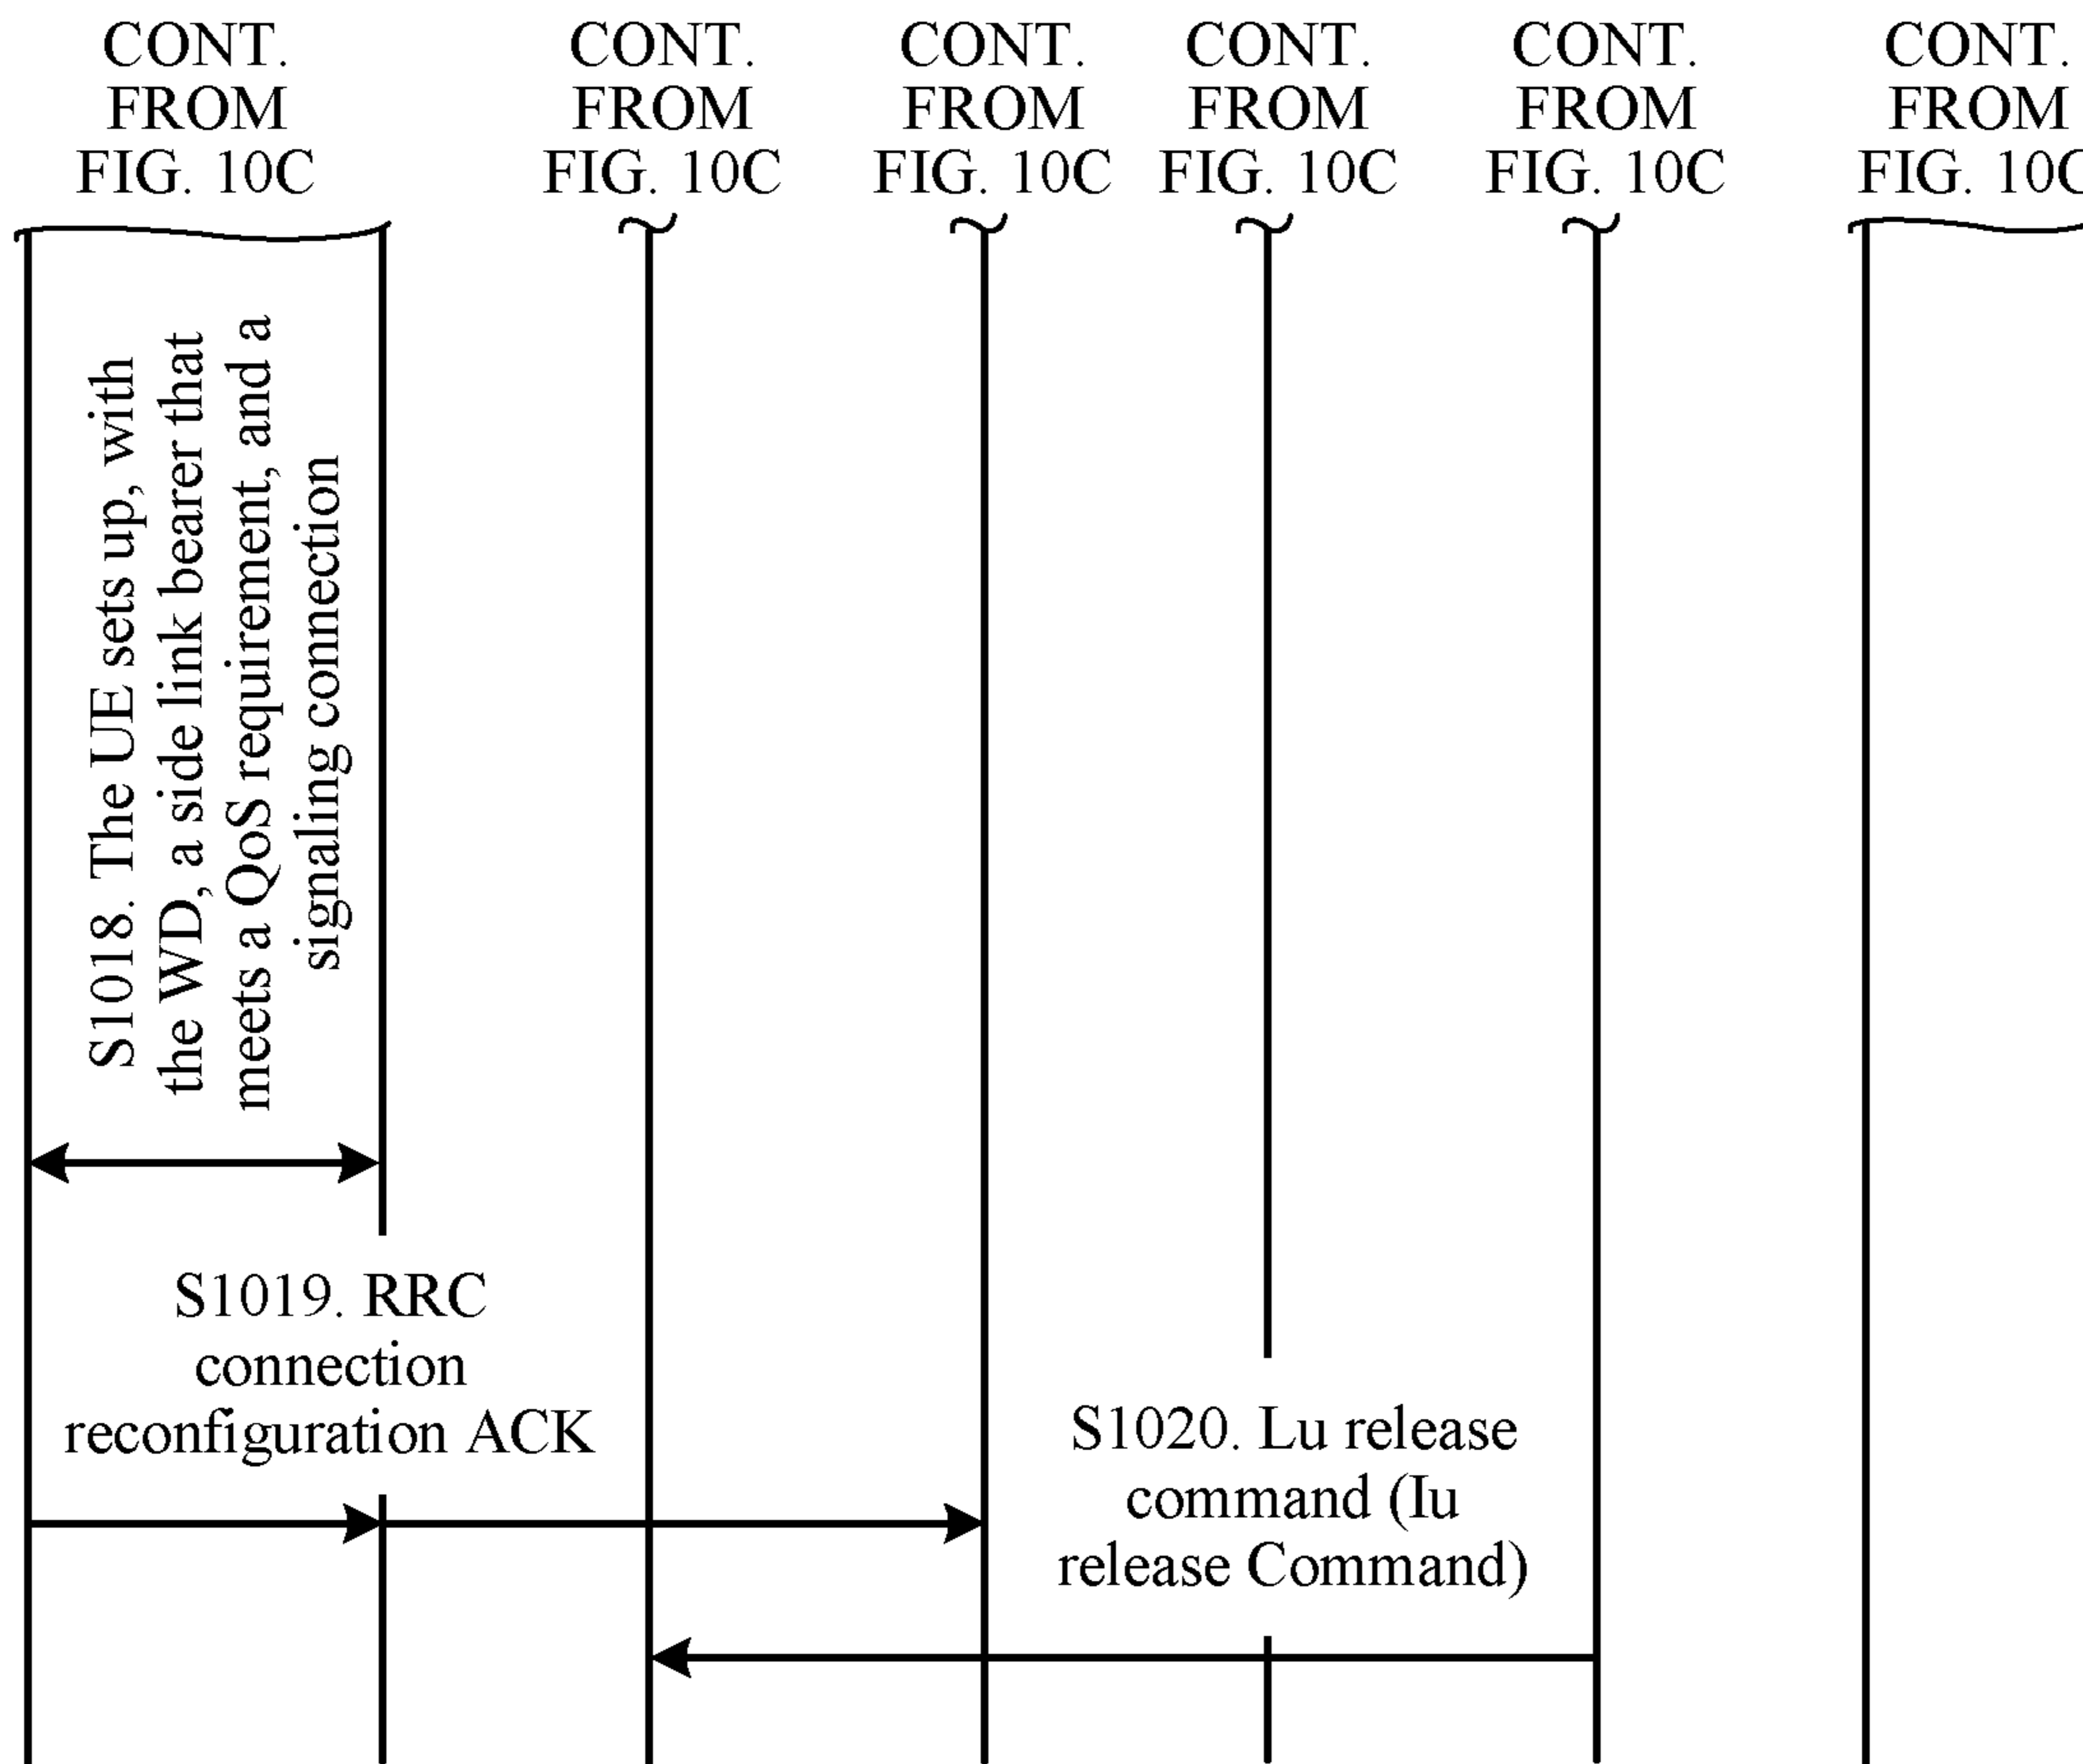 CONT.
FROM
FIG. 10C
CONT.
FROM
FIG. 10C
CONT.
FROM
FIG. 10C
CONT.
FROM
FIG. 10C
CONT.
FROM
FIG. 10C
CONT.
FROM
FIG. 10C
S1018. The UE sets up, with
the WD, a side link bearer that
meets a QoS requirement, and a
signaling connection
S1019. RRC
connection
reconfiguration ACK
S1020. Lu release
command (Iu
release Command)